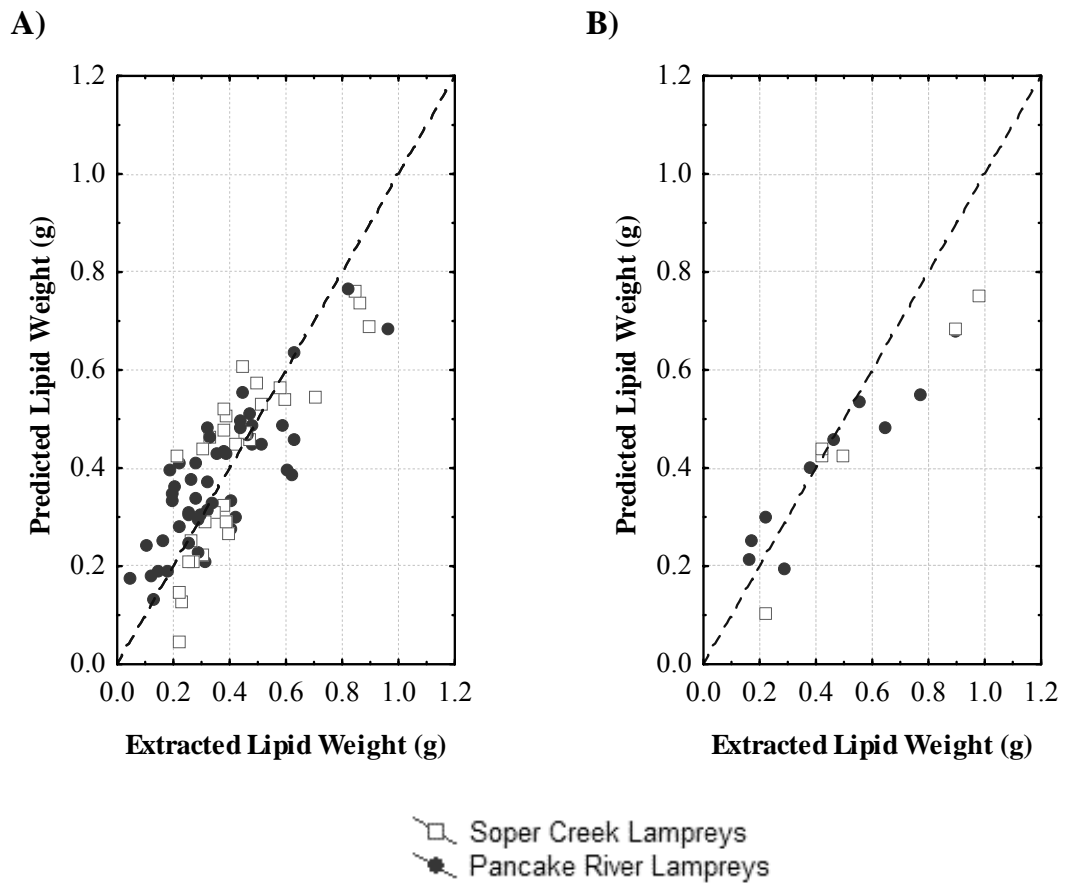 A)
B)
1.2
1.0
0.8
0.6
0.4
0.2
0.0
Predicted Lipid Weight (g)
0.0 0.2 0.4 0.6 0.8 1.0 1.2
Extracted Lipid Weight (g)
1.2
1.0
0.8
0.6
0.4
0.2
0.0
Predicted Lipid Weight (g)
0.0 0.2 0.4 0.6 0.8 1.0 1.2
Extracted Lipid Weight (g)
Soper Creek Lampreys
Pancake River Lampreys